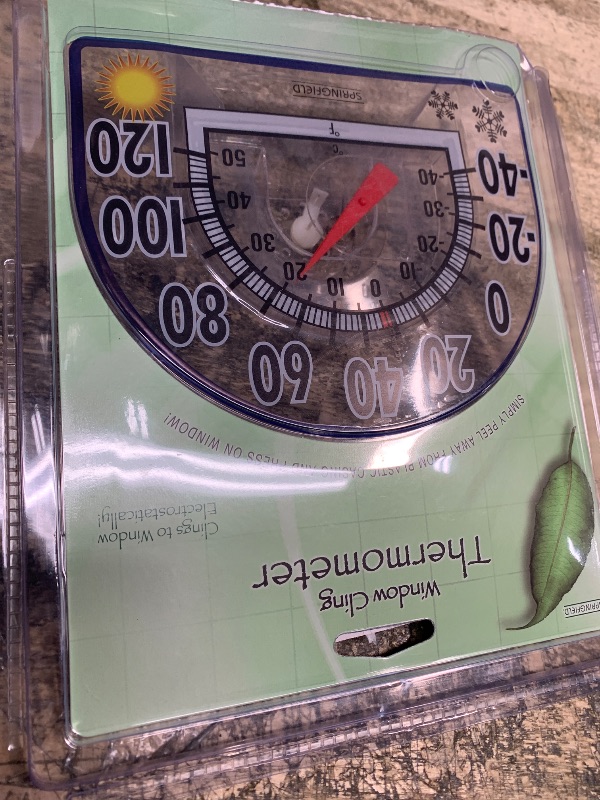 SPRINGFIELD
Window Cling
Thermometer
Clings to Window
Electrostatically!
SIMPLY PEEL AWAY FROM PLASTIC CASING AND PRESS ON WINDOW!
-40 -20 0 20 40 60 80 100 120
-40 -30 -20 -10 0 10 20 30 40 50
°C
°F
SPRINGFIELD